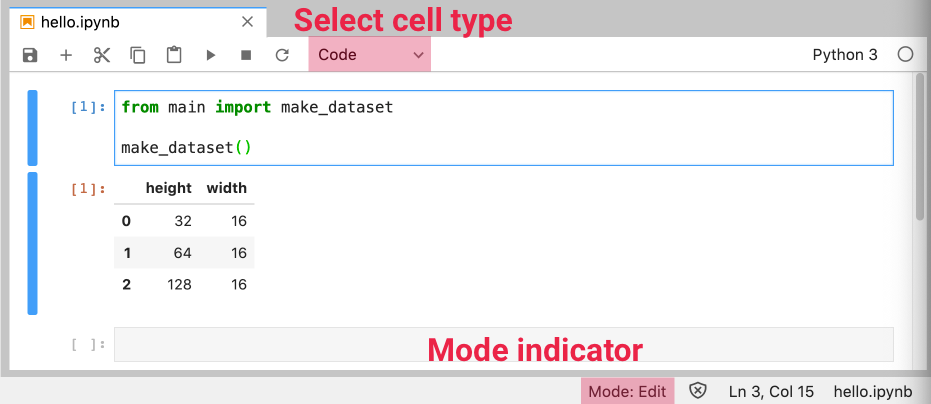 hello.ipynb
Select cell type
Code
Python 3
[1]: from main import make_dataset
make_dataset()
[1]: height width
0 32 16
1 64 16
2 128 16
[ ]:
Mode indicator
Mode: Edit Ln 3, Col 15 hello.ipynb